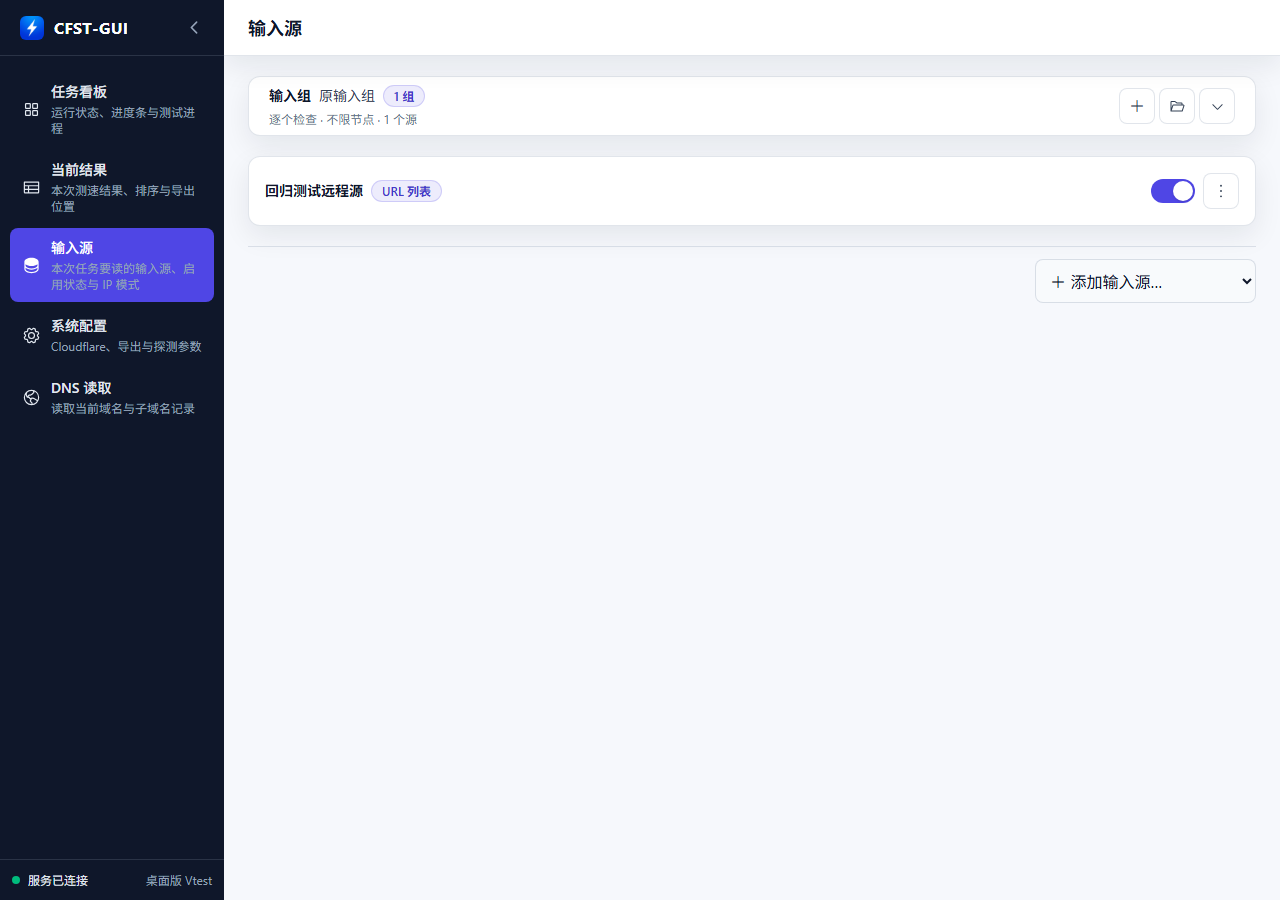 CFST-GUI
任务看板
运行状态、进度条与测试进
程
当前结果
本次测速结果、排序与导出
位置
输入源
本次任务要读的输入源、启
用状态与 IP 模式
系统配置
Cloudflare、导出与探测参数
DNS 读取
读取当前域名与子域名记录
服务已连接 桌面版 Vtest
输入源
输入组 原输入组 1 组
逐个检查 · 不限节点 · 1 个源
回归测试远程源 URL 列表
＋ 添加输入源...